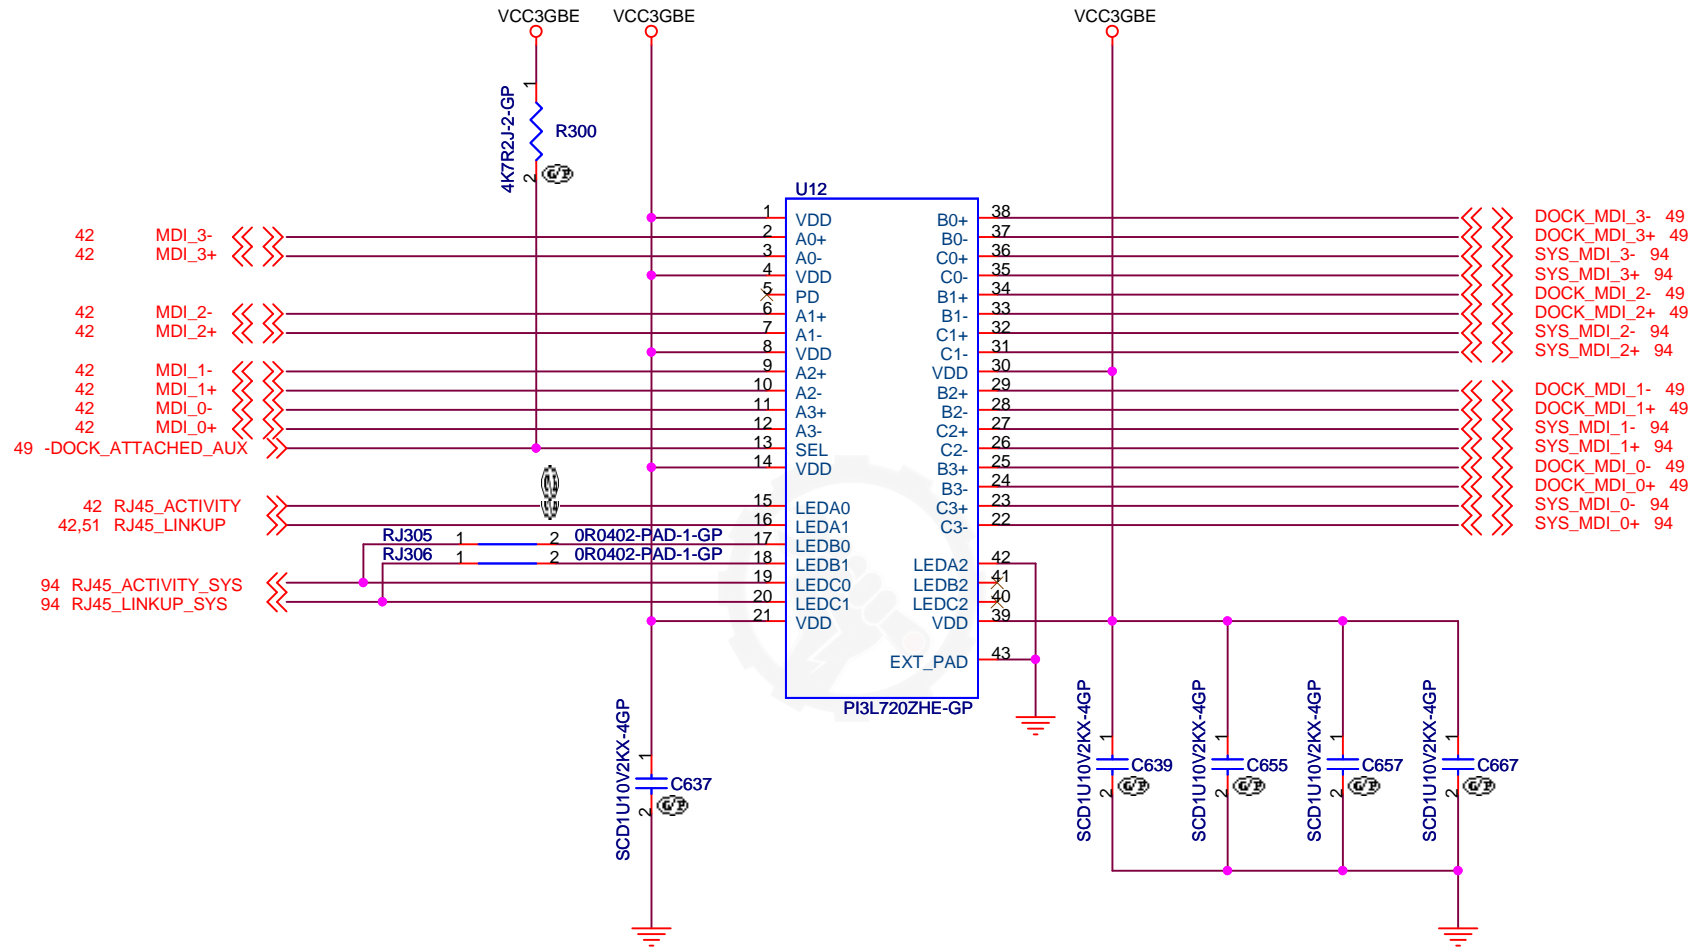 VCC3GBE VCC3GBE VCC3GBE
1
4K7R2J-2-GP
R300
2
G/P
U12
42 MDI_3-
42 MDI_3+
42 MDI_2-
42 MDI_2+
42 MDI_1-
42 MDI_1+
42 MDI_0-
42 MDI_0+
49 -DOCK_ATTACHED_AUX
42 RJ45_ACTIVITY
42,51 RJ45_LINKUP
RJ305 1 2 0R0402-PAD-1-GP
RJ306 1 2 0R0402-PAD-1-GP
94 RJ45_ACTIVITY_SYS
94 RJ45_LINKUP_SYS
1 VDD
2 A0+
3 A0-
4 VDD
5 PD
6 A1+
7 A1-
8 VDD
9 A2+
10 A2-
11 A3+
12 A3-
13 SEL
14 VDD
15 LEDA0
16 LEDA1
17 LEDB0
18 LEDB1
19 LEDC0
20 LEDC1
21 VDD
B0+ 38
B0- 37
C0+ 36
C0- 35
B1+ 34
B1- 33
C1+ 32
C1- 31
VDD 30
B2+ 29
B2- 28
C2+ 27
C2- 26
B3+ 25
B3- 24
C3+ 23
C3- 22
LEDA2 42
LEDB2 41
LEDC2 40
VDD 39
EXT_PAD 43
PI3L720ZHE-GP
DOCK_MDI_3- 49
DOCK_MDI_3+ 49
SYS_MDI_3- 94
SYS_MDI_3+ 94
DOCK_MDI_2- 49
DOCK_MDI_2+ 49
SYS_MDI_2- 94
SYS_MDI_2+ 94
DOCK_MDI_1- 49
DOCK_MDI_1+ 49
SYS_MDI_1- 94
SYS_MDI_1+ 94
DOCK_MDI_0- 49
DOCK_MDI_0+ 49
SYS_MDI_0- 94
SYS_MDI_0+ 94
SCD1U10V2KX-4GP
1
C637
2
G/P
SCD1U10V2KX-4GP
1
C639
2
G/P
SCD1U10V2KX-4GP
1
C655
2
G/P
SCD1U10V2KX-4GP
1
C657
2
G/P
SCD1U10V2KX-4GP
1
C667
2
G/P